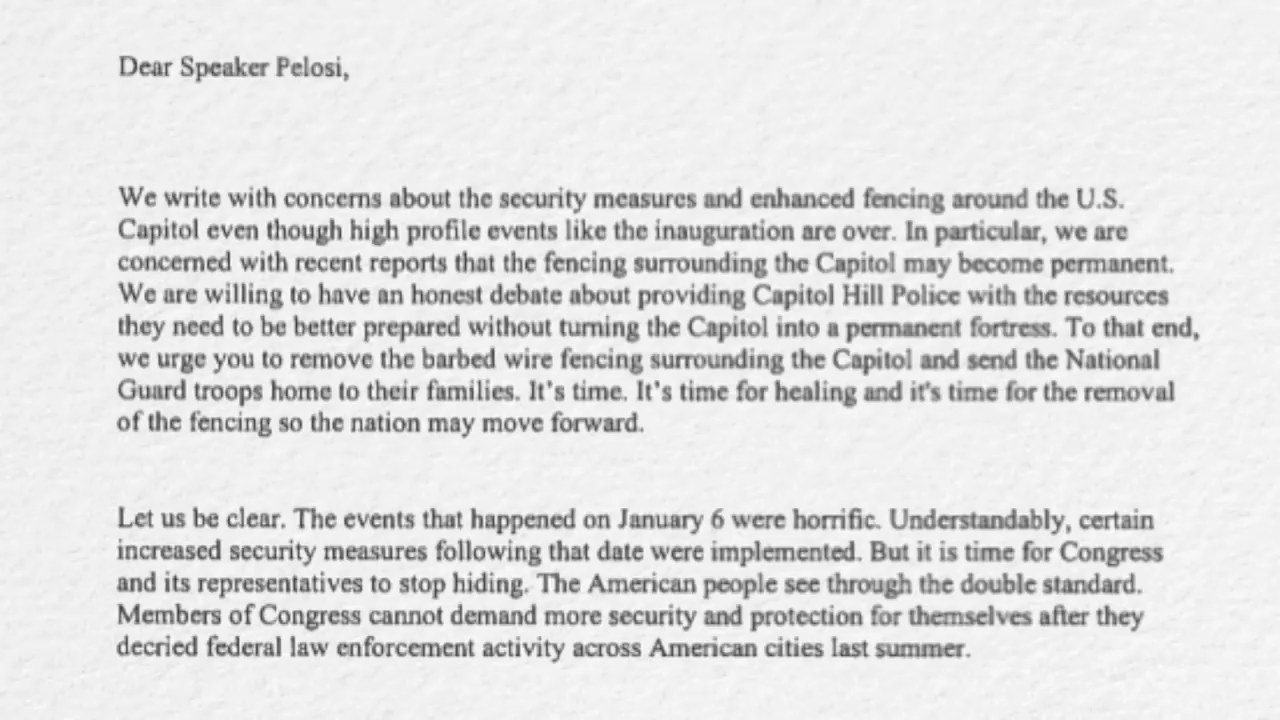 Dear Speaker Pelosi,
We write with concerns about the security measures and enhanced fencing around the U.S.
Capitol even though high profile events like the inauguration are over. In particular, we are
concerned with recent reports that the fencing surrounding the Capitol may become permanent.
We are willing to have an honest debate about providing Capitol Hill Police with the resources
they need to be better prepared without turning the Capitol into a permanent fortress. To that end,
we urge you to remove the barbed wire fencing surrounding the Capitol and send the National
Guard troops home to their families. It's time. It's time for healing and it's time for the removal
of the fencing so the nation may move forward.
Let us be clear. The events that happened on January 6 were horrific. Understandably, certain
increased security measures following that date were implemented. But it is time for Congress
and its representatives to stop hiding. The American people see through the double standard.
Members of Congress cannot demand more security and protection for themselves after they
decried federal law enforcement activity across American cities last summer.